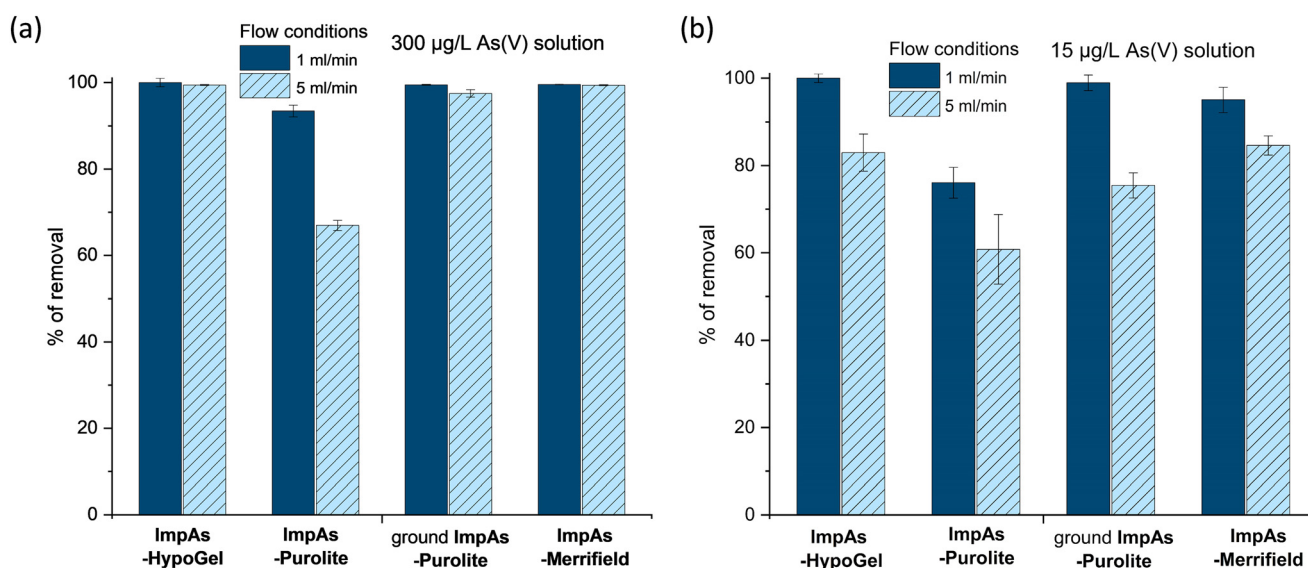 (a)
Flow conditions
1 ml/min
5 ml/min
300 µg/L As(V) solution
% of removal
100
80
60
40
20
0
ImpAs
-HypoGel
ImpAs
-Purolite
ground ImpAs
-Purolite
ImpAs
-Merrifield
(b)
Flow conditions
1 ml/min
5 ml/min
15 µg/L As(V) solution
% of removal
100
80
60
40
20
0
ImpAs
-HypoGel
ImpAs
-Purolite
ground ImpAs
-Purolite
ImpAs
-Merrifield